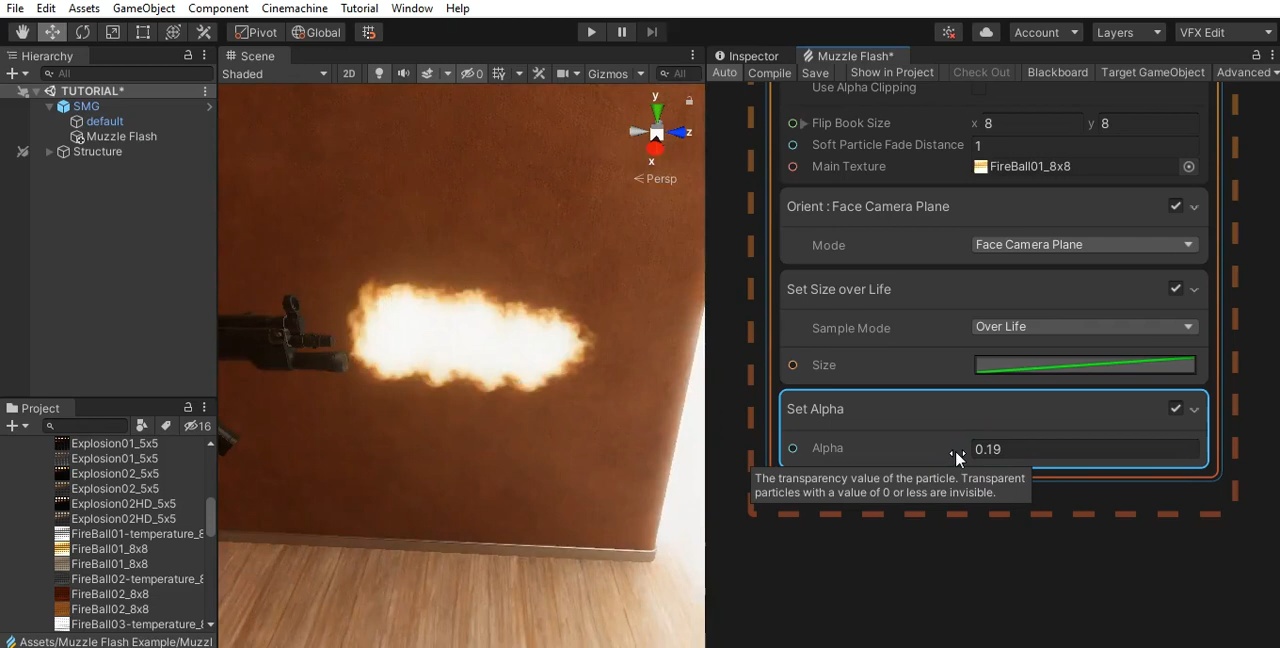 File Edit Assets GameObject Component Cinemachine Tutorial Window Help
Pivot Global Account Layers VFX Edit
Hierarchy
All
TUTORIAL*
SMG
default
Muzzle Flash
Structure
Scene
Shaded 2D 0 Gizmos All
y
z
x
Persp
Project
16
Explosion01_5x5
Explosion01_5x5
Explosion02_5x5
Explosion02_5x5
Explosion02HD_5x5
Explosion02HD_5x5
FireBall01-temperature_8
FireBall01_8x8
FireBall01_8x8
FireBall02-temperature_8
FireBall02_8x8
FireBall02_8x8
FireBall03-temperature_8
Assets/Muzzle Flash Example/Muzzl
Inspector Muzzle Flash*
Auto Compile Save Show in Project Check Out Blackboard Target GameObject Advanced
Use Alpha Clipping
Flip Book Size x 8 y 8
Soft Particle Fade Distance 1
Main Texture FireBall01_8x8
Orient : Face Camera Plane
Mode Face Camera Plane
Set Size over Life
Sample Mode Over Life
Size
Set Alpha
Alpha 0.19
The transparency value of the particle. Transparent
particles with a value of 0 or less are invisible.